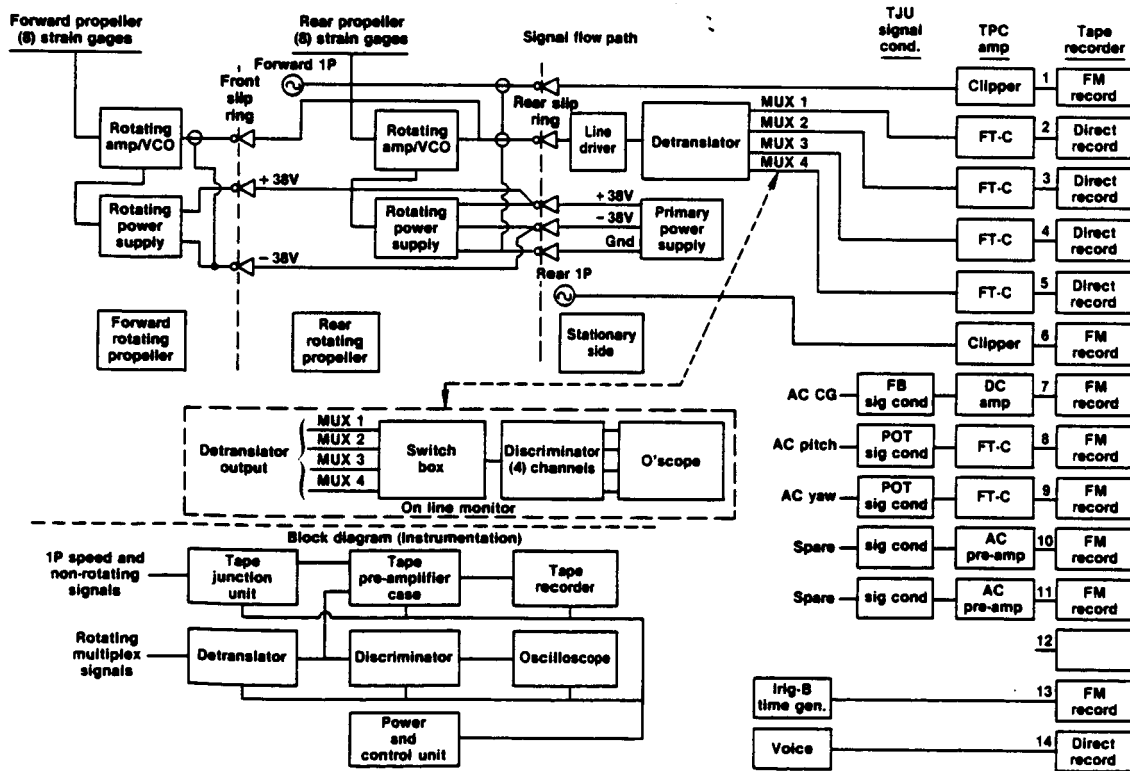 Forward propeller
(8) strain gages
Rear propeller
(8) strain gages
Signal flow path
TJU
signal
cond.
TPC
amp
Tape
recorder
Forward 1P
Front
slip
ring
Rear slip
ring
Rotating
amp/VCO
Rotating
amp/VCO
Line
driver
Detranslator
MUX 1
MUX 2
MUX 3
MUX 4
+ 38V
Rotating
power
supply
Rotating
power
supply
+38V
− 38V
Gnd
Primary
power
supply
− 38V
Rear 1P
Forward
rotating
propeller
Rear
rotating
propeller
Stationary
side
Clipper
1
FM
record
FT-C
2
Direct
record
FT-C
3
Direct
record
FT-C
4
Direct
record
FT-C
5
Direct
record
Clipper
6
FM
record
AC CG
FB
sig cond
DC
amp
7
FM
record
AC pitch
POT
sig cond
FT-C
8
FM
record
AC yaw
POT
sig cond
FT-C
9
FM
record
Spare
sig cond
AC
pre-amp
10
FM
record
Spare
sig cond
AC
pre-amp
11
FM
record
12
Irig-B
time gen.
13
FM
record
Voice
14
Direct
record
Detranslator
output
MUX 1
MUX 2
MUX 3
MUX 4
Switch
box
Discriminator
(4) channels
O'scope
On line monitor
Block diagram (Instrumentation)
1P speed and
non-rotating
signals
Tape
junction
unit
Tape
pre-amplifier
case
Tape
recorder
Rotating
multiplex
signals
Detranslator
Discriminator
Oscilloscope
Power
and
control unit